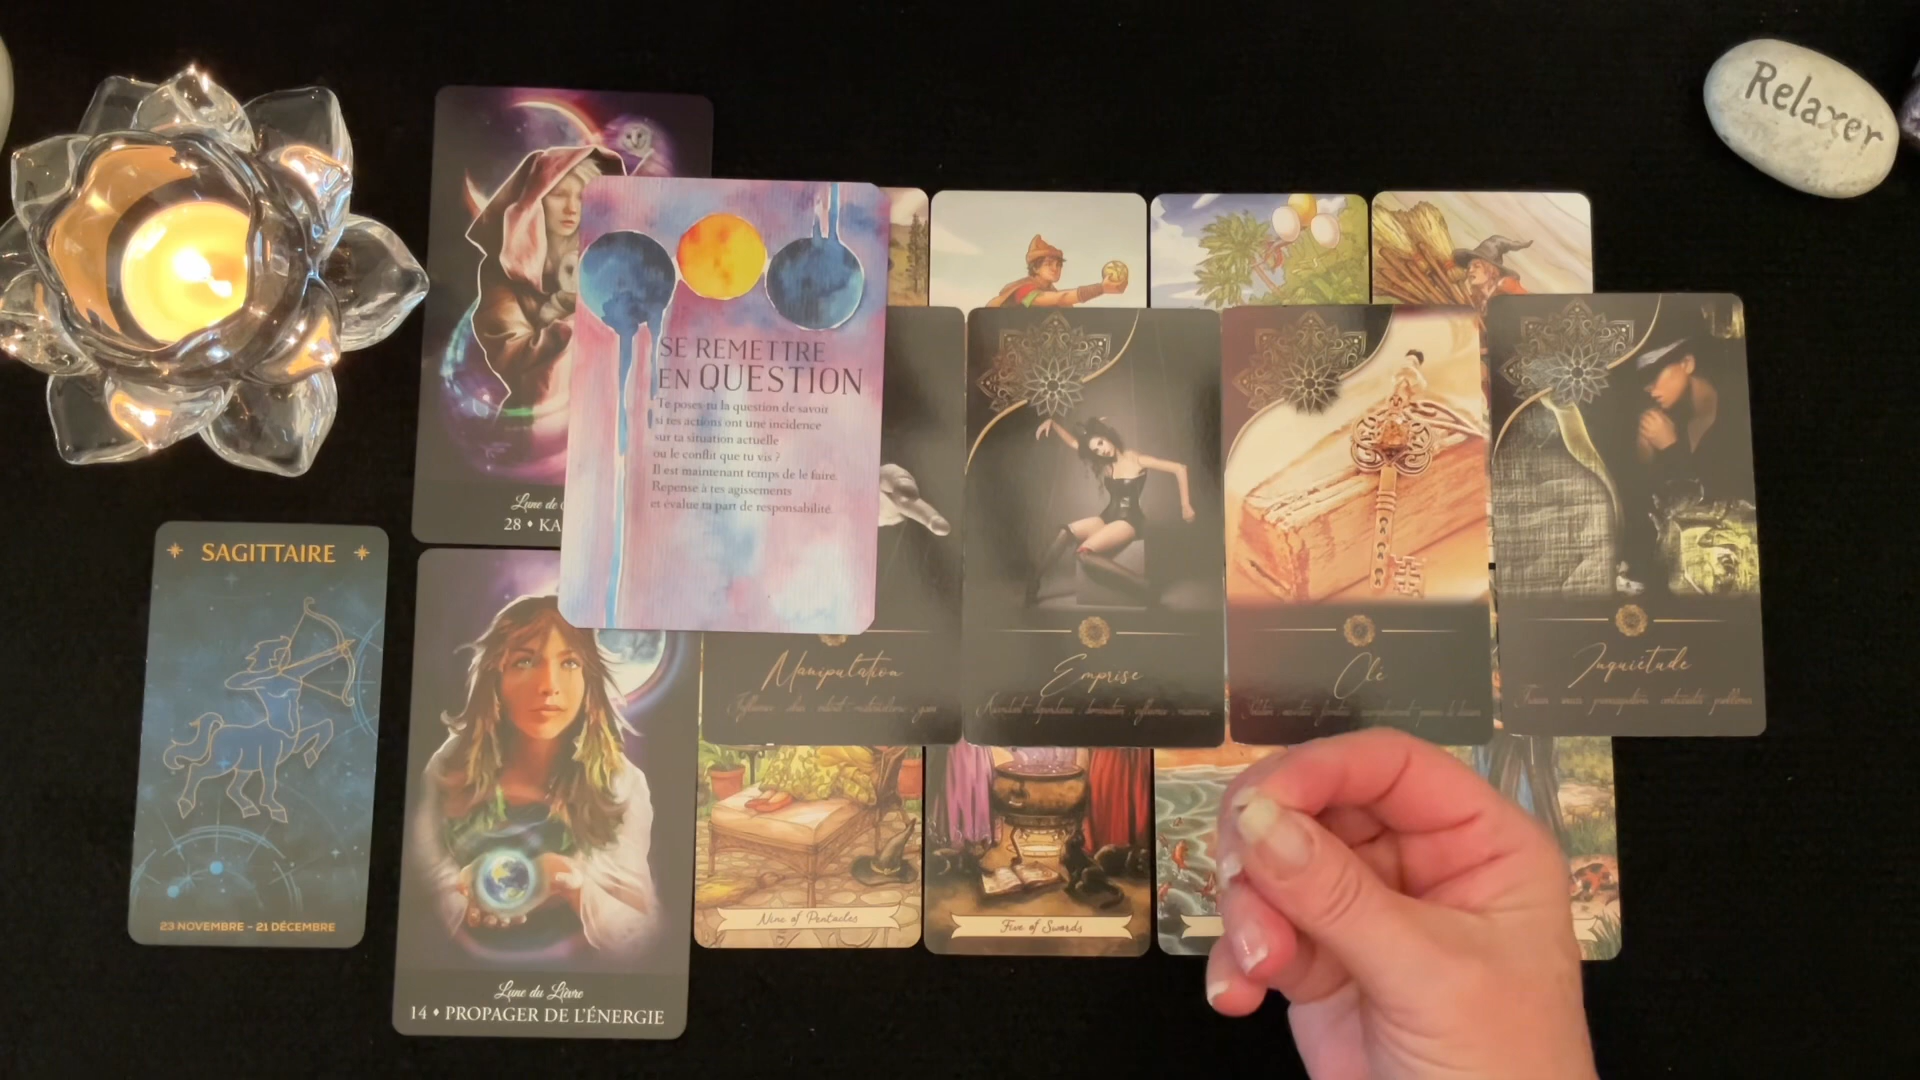 Relaxer
SE REMETTRE
EN QUESTION
Te poses-tu la question de savoir
si tes actions ont une incidence
sur ta situation actuelle
ou le conflit que tu vis ?
Il est maintenant temps de le faire.
Repense à tes agissements
et évalue ta part de responsabilité.
Lune de
28 • KA
SAGITTAIRE
23 NOVEMBRE - 21 DÉCEMBRE
Lune du Lièvre
14 • PROPAGER DE L'ÉNERGIE
Manipulation
Emprise
Clé
Inquiétude
Nine of Pentacles
Five of Swords